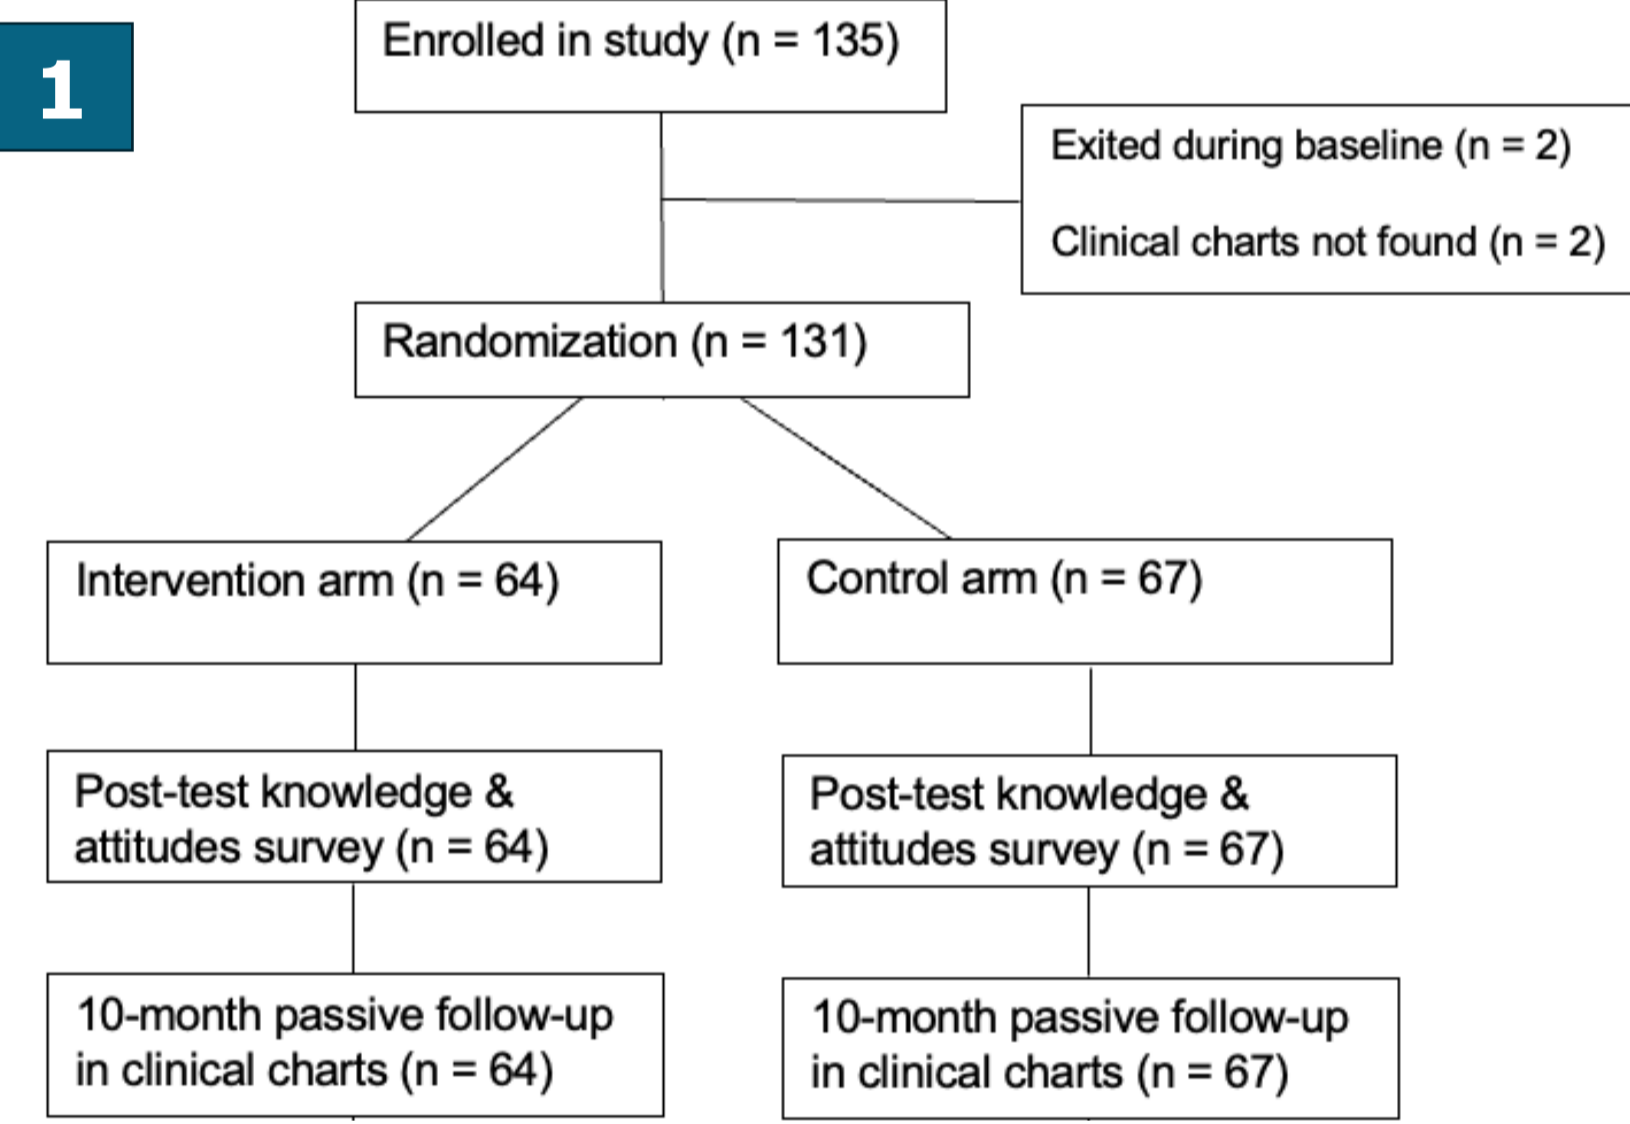 1
Enrolled in study (n = 135)
Exited during baseline (n = 2)
Clinical charts not found (n = 2)
Randomization (n = 131)
Intervention arm (n = 64)
Control arm (n = 67)
Post-test knowledge &
attitudes survey (n = 64)
Post-test knowledge &
attitudes survey (n = 67)
10-month passive follow-up
in clinical charts (n = 64)
10-month passive follow-up
in clinical charts (n = 67)